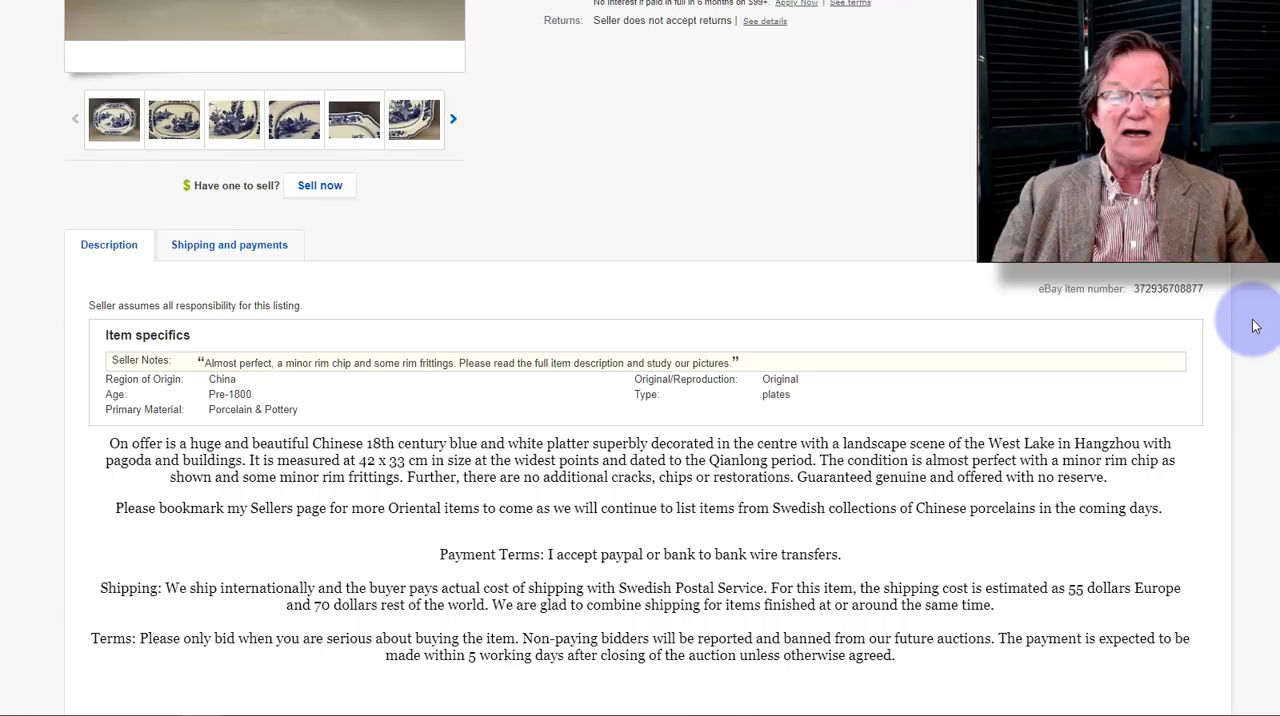 No Interest if paid in full in 6 months on $99+. Apply Now | See terms
Returns: Seller does not accept returns | See details
$ Have one to sell? Sell now
Description Shipping and payments
eBay item number: 372936708877
Seller assumes all responsibility for this listing.
Item specifics
Seller Notes: “Almost perfect, a minor rim chip and some rim frittings. Please read the full item description and study our pictures.”
Region of Origin: China Original/Reproduction: Original
Age: Pre-1800 Type: plates
Primary Material: Porcelain & Pottery
On offer is a huge and beautiful Chinese 18th century blue and white platter superbly decorated in the centre with a landscape scene of the West Lake in Hangzhou with
pagoda and buildings. It is measured at 42 x 33 cm in size at the widest points and dated to the Qianlong period. The condition is almost perfect with a minor rim chip as
shown and some minor rim frittings. Further, there are no additional cracks, chips or restorations. Guaranteed genuine and offered with no reserve.
Please bookmark my Sellers page for more Oriental items to come as we will continue to list items from Swedish collections of Chinese porcelains in the coming days.
Payment Terms: I accept paypal or bank to bank wire transfers.
Shipping: We ship internationally and the buyer pays actual cost of shipping with Swedish Postal Service. For this item, the shipping cost is estimated as 55 dollars Europe
and 70 dollars rest of the world. We are glad to combine shipping for items finished at or around the same time.
Terms: Please only bid when you are serious about buying the item. Non-paying bidders will be reported and banned from our future auctions. The payment is expected to be
made within 5 working days after closing of the auction unless otherwise agreed.